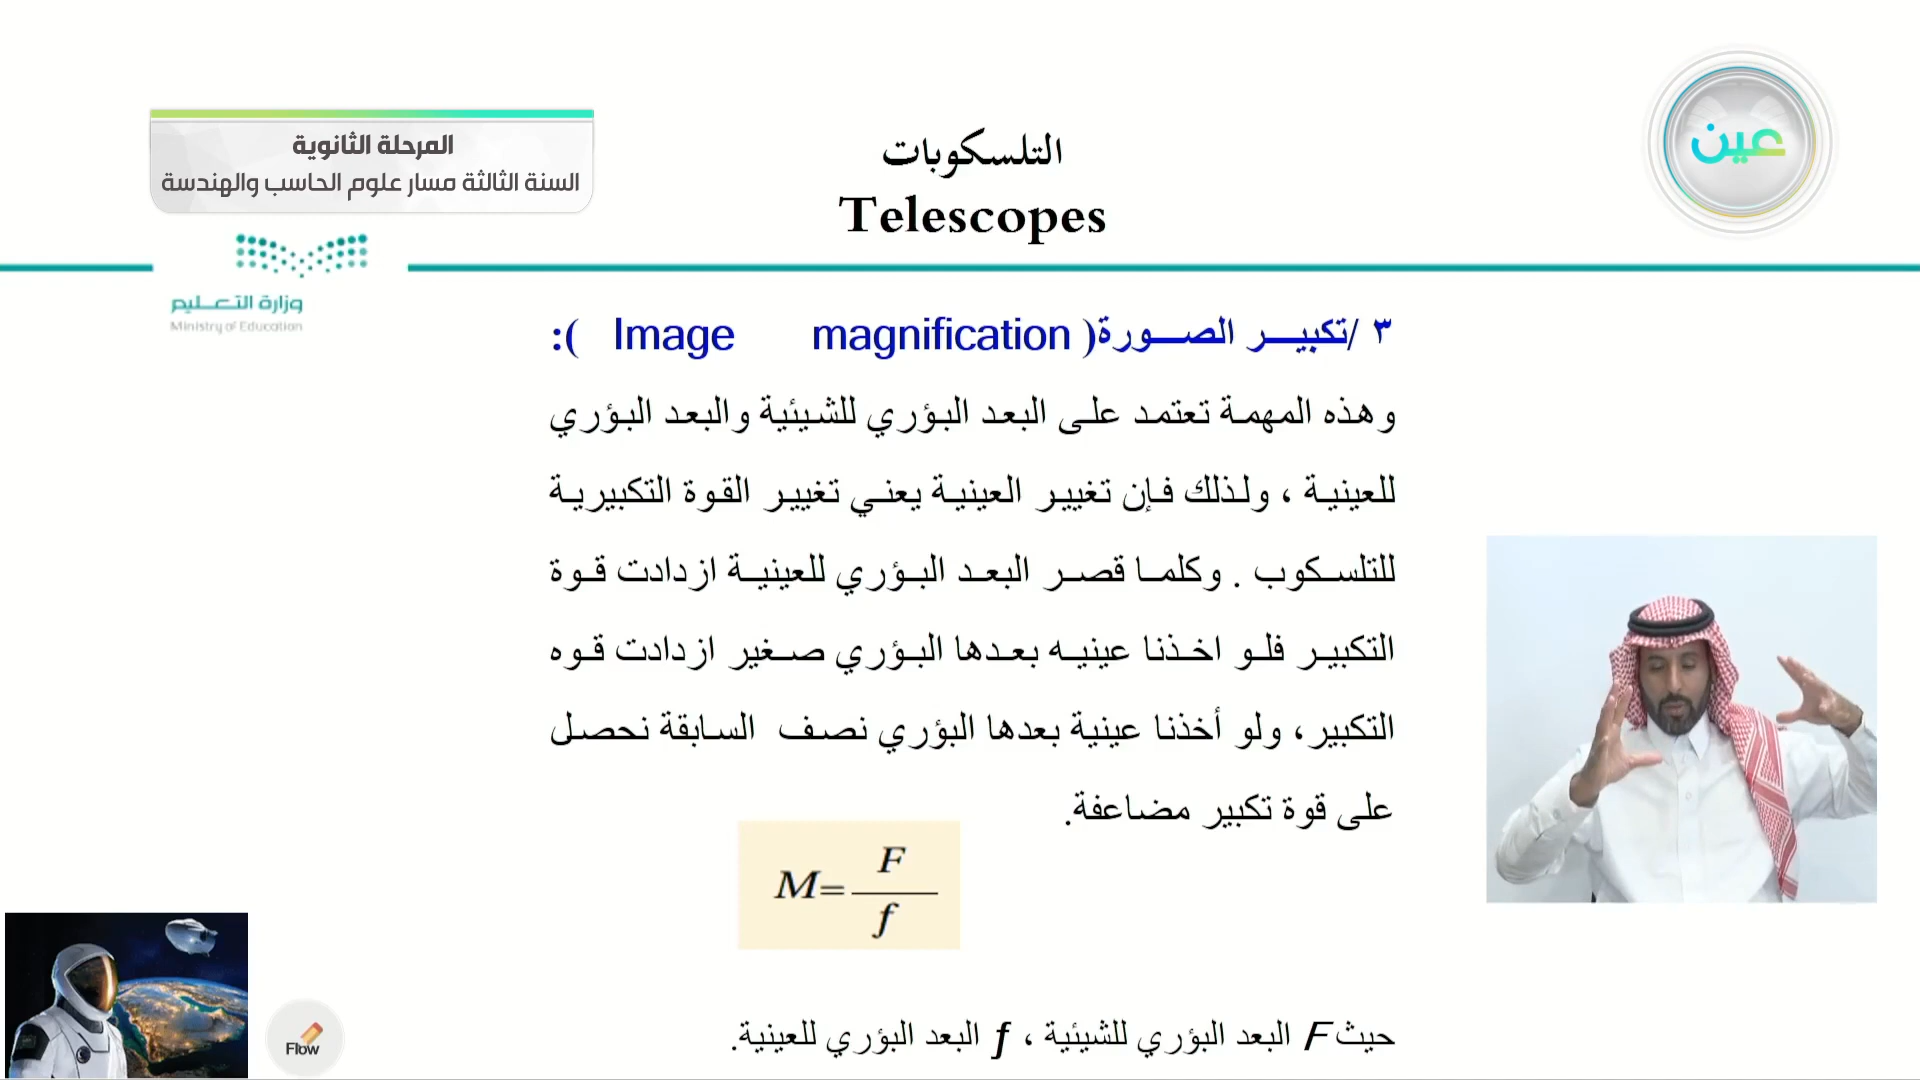 المرحلة الثانوية
السنة الثالثة مسار علوم الحاسب والهندسة
التلسكوبات
Telescopes
عين
وزارة التعـــليم
Ministry of Education
٣ /تكبيـــر الصـــورة( Image magnification ):
وهذه المهمة تعتمد على البعد البؤري للشيئية والبعد البؤري
للعينية ، ولذلك فإن تغيير العينية يعني تغيير القوة التكبيرية
للتلسكوب . وكلما قصر البعد البؤري للعينية ازدادت قوة
التكبير فلو اخذنا عينيه بعدها البؤري صغير ازدادت قوه
التكبير، ولو أخذنا عينية بعدها البؤري نصف السابقة نحصل
على قوة تكبير مضاعفة.
M= F / f
حيث F البعد البؤري للشيئية ، f البعد البؤري للعينية.
Flow